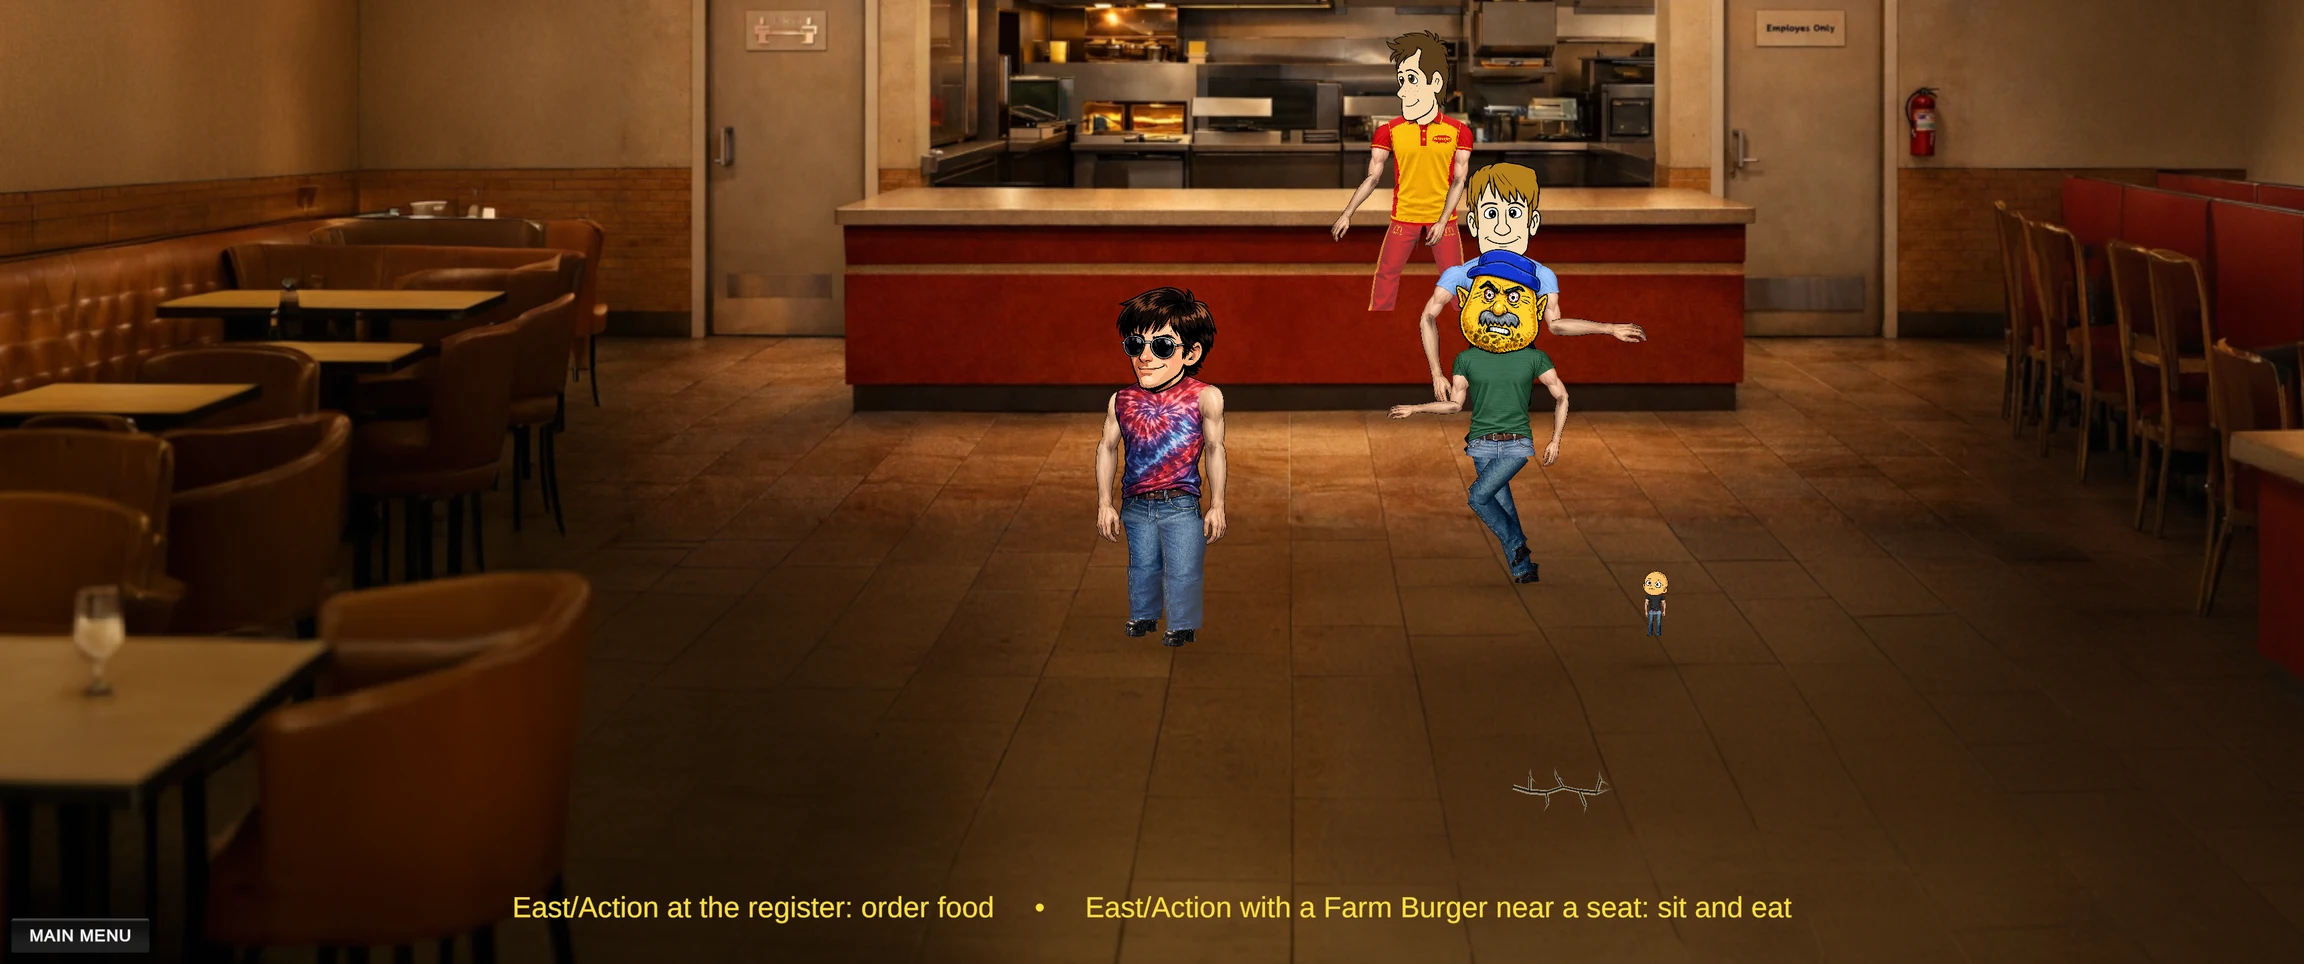 Employes Only
East/Action at the register: order food • East/Action with a Farm Burger near a seat: sit and eat
MAIN MENU